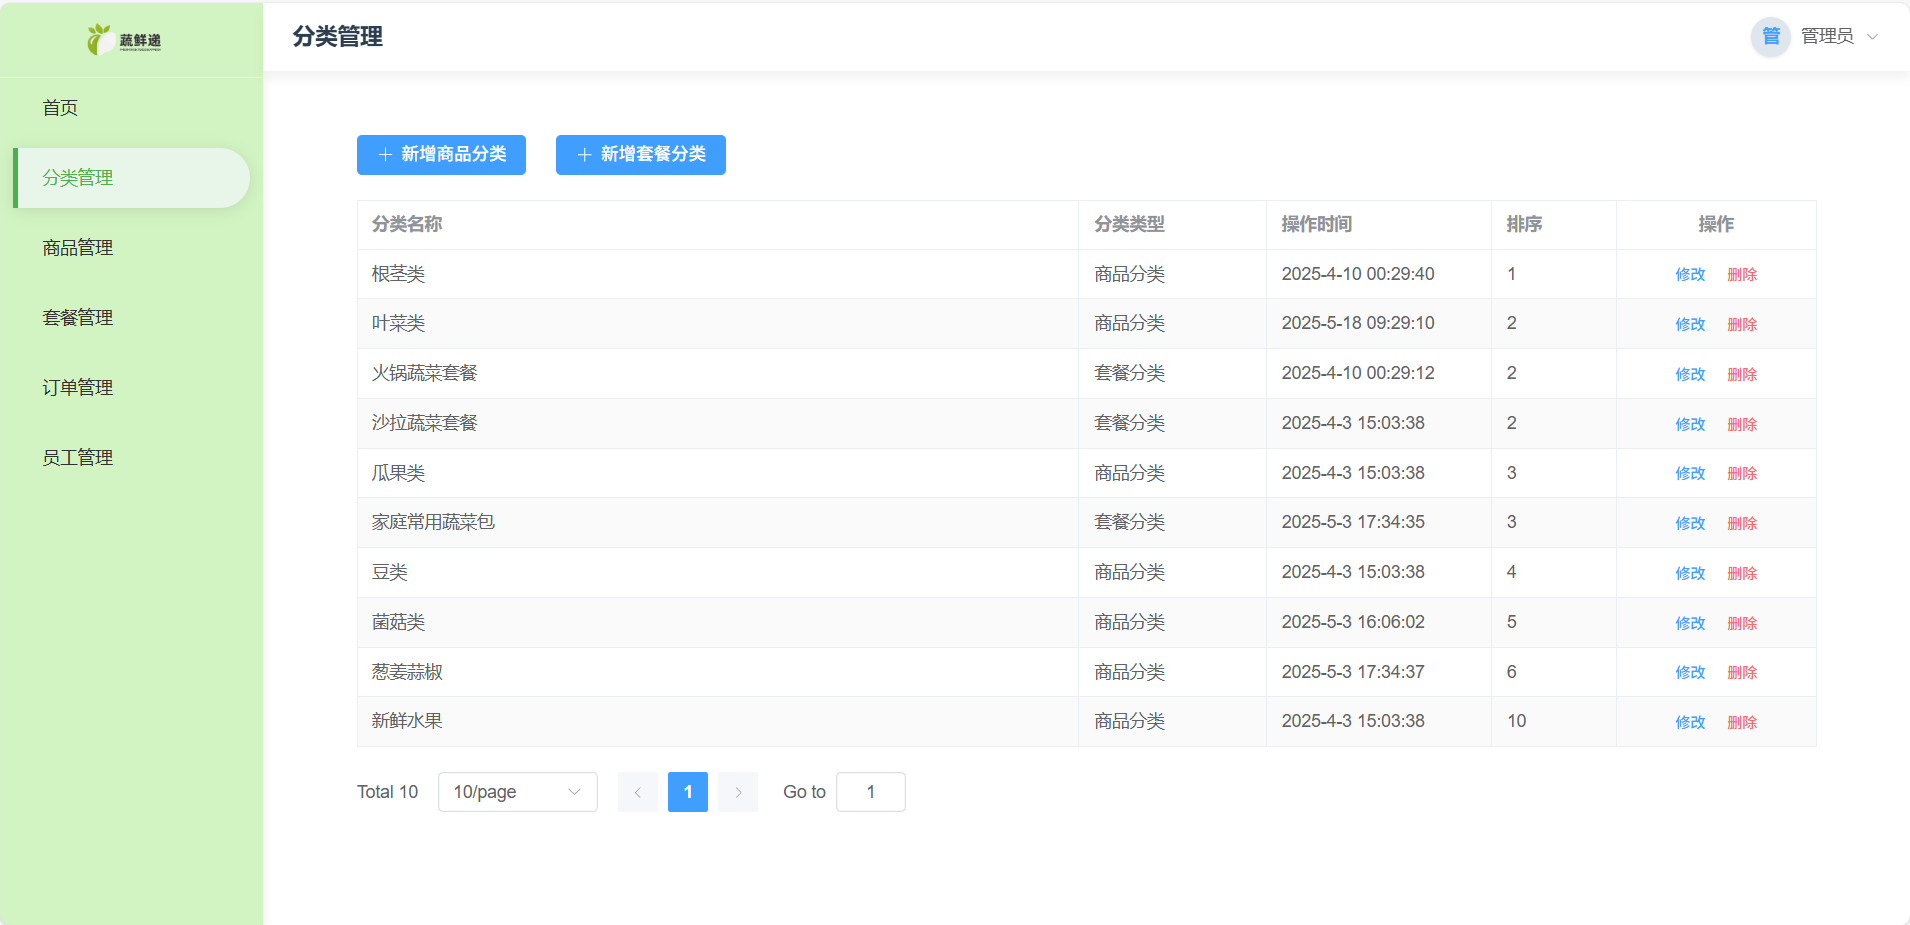 蔬鲜递
分类管理
管 管理员
首页
分类管理
商品管理
套餐管理
订单管理
员工管理
新增商品分类 新增套餐分类
分类名称 分类类型 操作时间 排序 操作
根茎类 商品分类 2025-4-10 00:29:40 1 修改 删除
叶菜类 商品分类 2025-5-18 09:29:10 2 修改 删除
火锅蔬菜套餐 套餐分类 2025-4-10 00:29:12 2 修改 删除
沙拉蔬菜套餐 套餐分类 2025-4-3 15:03:38 2 修改 删除
瓜果类 商品分类 2025-4-3 15:03:38 3 修改 删除
家庭常用蔬菜包 套餐分类 2025-5-3 17:34:35 3 修改 删除
豆类 商品分类 2025-4-3 15:03:38 4 修改 删除
菌菇类 商品分类 2025-5-3 16:06:02 5 修改 删除
葱姜蒜椒 商品分类 2025-5-3 17:34:37 6 修改 删除
新鲜水果 商品分类 2025-4-3 15:03:38 10 修改 删除
Total 10 10/page 1 Go to 1